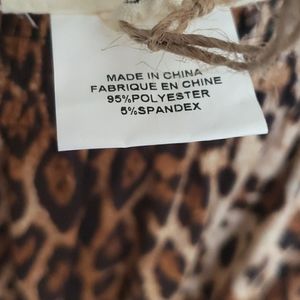 MADE IN CHINA
FABRIQUE EN CHINE
95%POLYESTER
5%SPANDEX